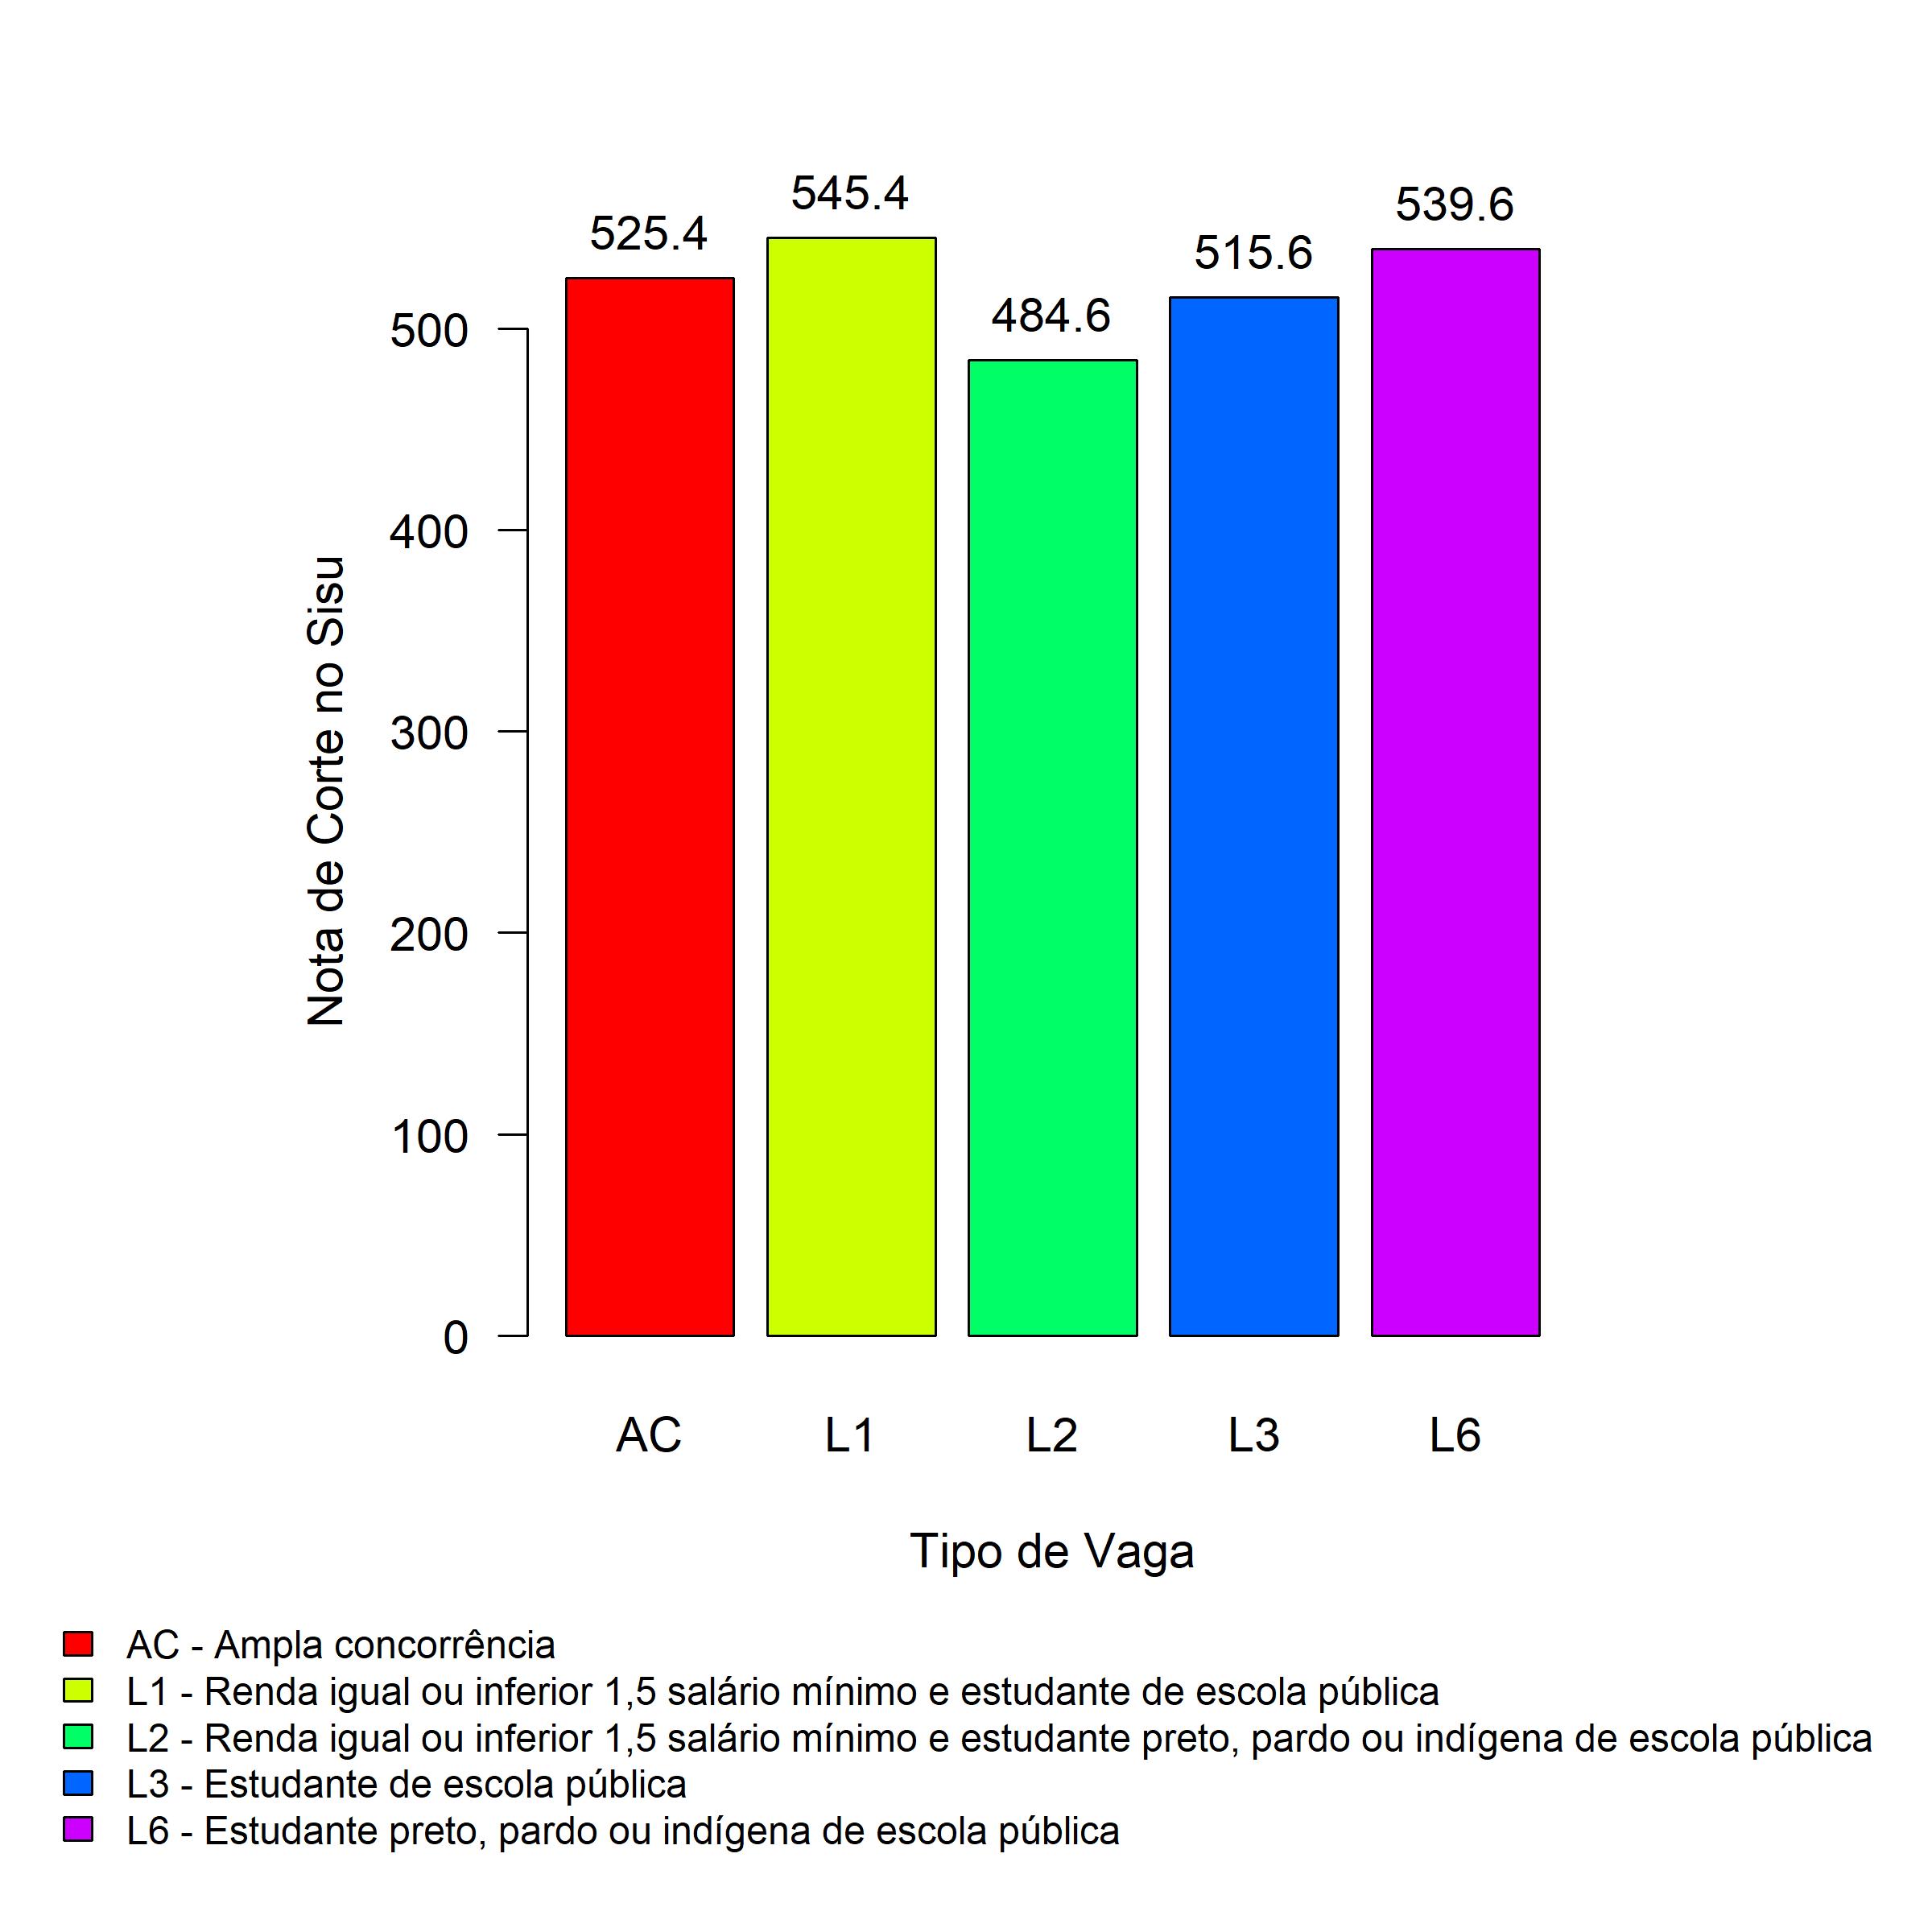 545.4
539.6
525.4
515.6
484.6
500
400
300
200
100
0
Nota de Corte no Sisu
AC L1 L2 L3 L6
Tipo de Vaga
AC - Ampla concorrência
L1 - Renda igual ou inferior 1,5 salário mínimo e estudante de escola pública
L2 - Renda igual ou inferior 1,5 salário mínimo e estudante preto, pardo ou indígena de escola pública
L3 - Estudante de escola pública
L6 - Estudante preto, pardo ou indígena de escola pública